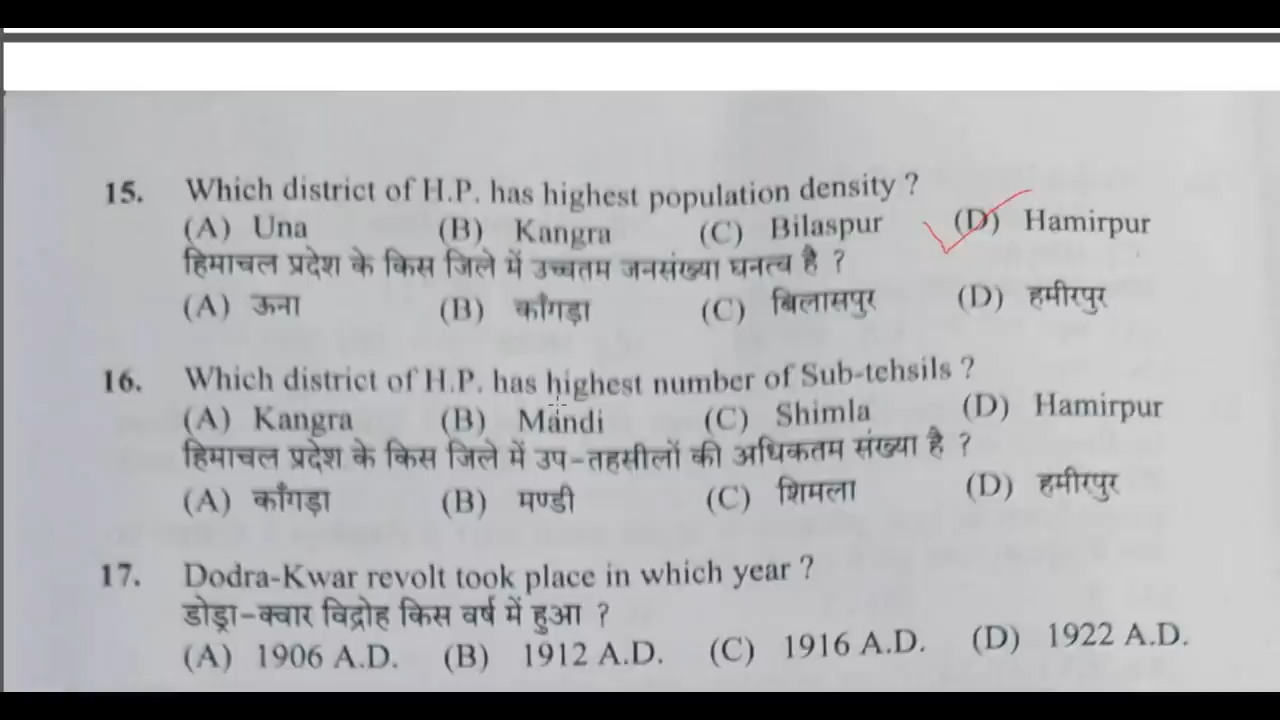 15. Which district of H.P. has highest population density ?
(A) Una (B) Kangra (C) Bilaspur (D) Hamirpur
हिमाचल प्रदेश के किस जिले में उच्चतम जनसंख्या घनत्व है ?
(A) ऊना (B) काँगड़ा (C) बिलासपुर (D) हमीरपुर
16. Which district of H.P. has highest number of Sub-tehsils ?
(A) Kangra (B) Mandi (C) Shimla (D) Hamirpur
हिमाचल प्रदेश के किस जिले में उप-तहसीलों की अधिकतम संख्या है ?
(A) काँगड़ा (B) मण्डी (C) शिमला (D) हमीरपुर
17. Dodra-Kwar revolt took place in which year ?
डोड्रा-क्वार विद्रोह किस वर्ष में हुआ ?
(A) 1906 A.D. (B) 1912 A.D. (C) 1916 A.D. (D) 1922 A.D.